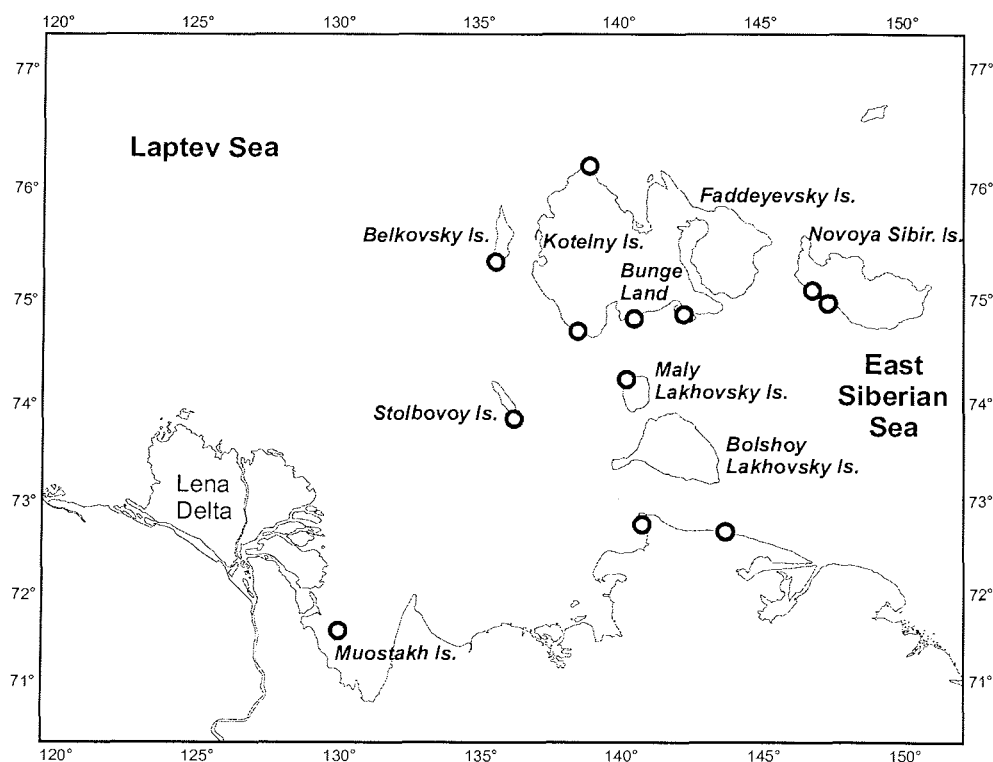 120° 125° 130° 135° 140° 145° 150°
77° 77°
Laptev Sea
76° 76°
Faddeyevsky Is.
Belkovsky Is. Kotelny Is. Novoya Sibir. Is.
Bunge
Land
75° 75°
East
Siberian
Sea
Maly
Lakhovsky Is.
74° 74°
Stolbovoy Is.
Bolshoy
Lakhovsky Is.
Lena
Delta
73° 73°
72° 72°
Muostakh Is.
71° 71°
120° 125° 130° 135° 140° 145° 150°